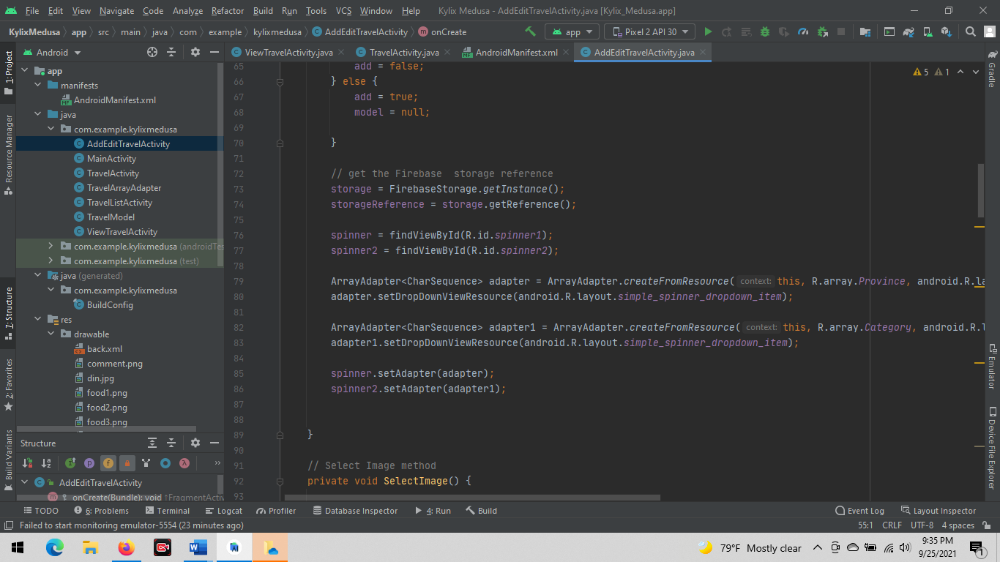 File Edit View Navigate Code Analyze Refactor Build Run Tools VCS Window Help Kylix Medusa - AddEditTravelActivity.java [Kylix_Medusa.app]
KylixMedusa app src main java com example kylixmedusa AddEditTravelActivity onCreate app Pixel 2 API 30
Android
ViewTravelActivity.java TravelActivity.java AndroidManifest.xml AddEditTravelActivity.java
1: Project
Resource Manager
7: Structure
2: Favorites
Build Variants
app
manifests
AndroidManifest.xml
java
com.example.kylixmedusa
AddEditTravelActivity
MainActivity
TravelActivity
TravelArrayAdapter
TravelListActivity
TravelModel
ViewTravelActivity
com.example.kylixmedusa (androidTes
com.example.kylixmedusa (test)
java (generated)
com.example.kylixmedusa
BuildConfig
res
drawable
back.xml
comment.png
din.jpg
food1.png
food2.png
food3.png
Structure
AddEditTravelActivity
onCreate(Bundle): void ↑FragmentActiv
65 add = false;
66 } else {
67 add = true;
68 model = null;
69
70 }
71
72 // get the Firebase  storage reference
73 storage = FirebaseStorage.getInstance();
74 storageReference = storage.getReference();
75
76 spinner = findViewById(R.id.spinner1);
77 spinner2 = findViewById(R.id.spinner2);
78
79 ArrayAdapter<CharSequence> adapter = ArrayAdapter.createFromResource( context: this, R.array.Province, android.R.la
80 adapter.setDropDownViewResource(android.R.layout.simple_spinner_dropdown_item);
81
82 ArrayAdapter<CharSequence> adapter1 = ArrayAdapter.createFromResource( context: this, R.array.Category, android.R.l
83 adapter1.setDropDownViewResource(android.R.layout.simple_spinner_dropdown_item);
84
85 spinner.setAdapter(adapter);
86 spinner2.setAdapter(adapter1);
87
88
89 }
90
91 // Select Image method
92 private void SelectImage() {
93
5 1
Gradle
Emulator
Device File Explorer
TODO 6: Problems Terminal Logcat Profiler Database Inspector 4: Run Build Event Log Layout Inspector
Failed to start monitoring emulator-5554 (23 minutes ago) 55:1 CRLF UTF-8 4 spaces
79°F Mostly clear 9:35 PM
9/25/2021
1